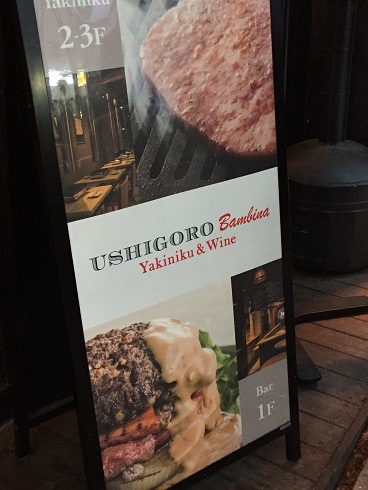 Yakiniku
2-3F
USHIGORO Bambina
Yakiniku & Wine
Bar
1F